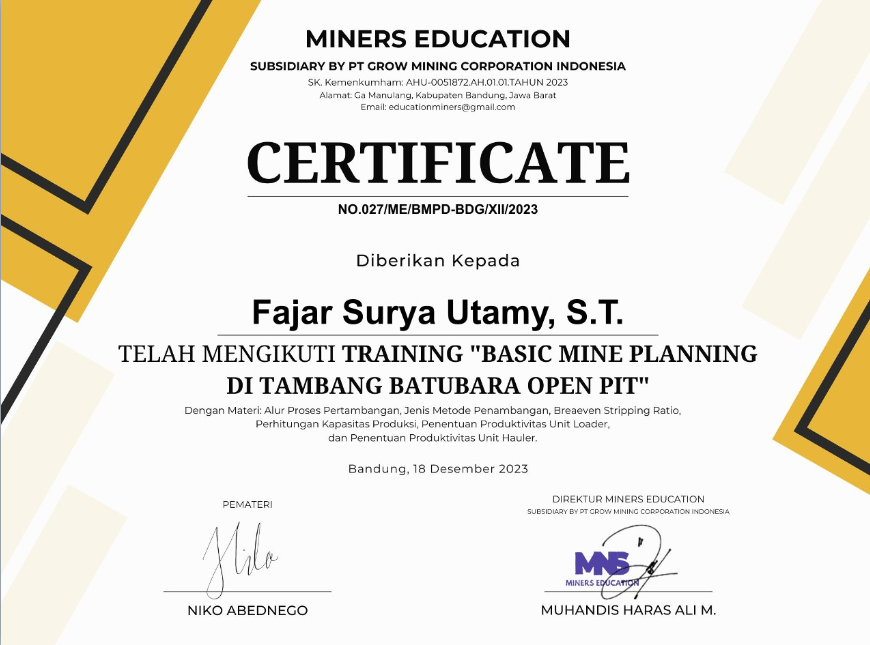 MINERS EDUCATION
SUBSIDIARY BY PT GROW MINING CORPORATION INDONESIA
SK. Kemenkumham: AHU-0051872.AH.01.01.TAHUN 2023
Alamat: Ga Manulang, Kabupaten Bandung, Jawa Barat
Email: educationminers@gmail.com
CERTIFICATE
NO.027/ME/BMPD-BDG/XII/2023
Diberikan Kepada
Fajar Surya Utamy, S.T.
TELAH MENGIKUTI TRAINING "BASIC MINE PLANNING
DI TAMBANG BATUBARA OPEN PIT"
Dengan Materi: Alur Proses Pertambangan, Jenis Metode Penambangan, Breaeven Stripping Ratio,
Perhitungan Kapasitas Produksi, Penentuan Produktivitas Unit Loader,
dan Penentuan Produktivitas Unit Hauler.
Bandung, 18 Desember 2023
PEMATERI
NIKO ABEDNEGO
DIREKTUR MINERS EDUCATION
SUBSIDIARY BY PT GROW MINING CORPORATION INDONESIA
MNS
MINERS EDUCATION
MUHANDIS HARAS ALI M.